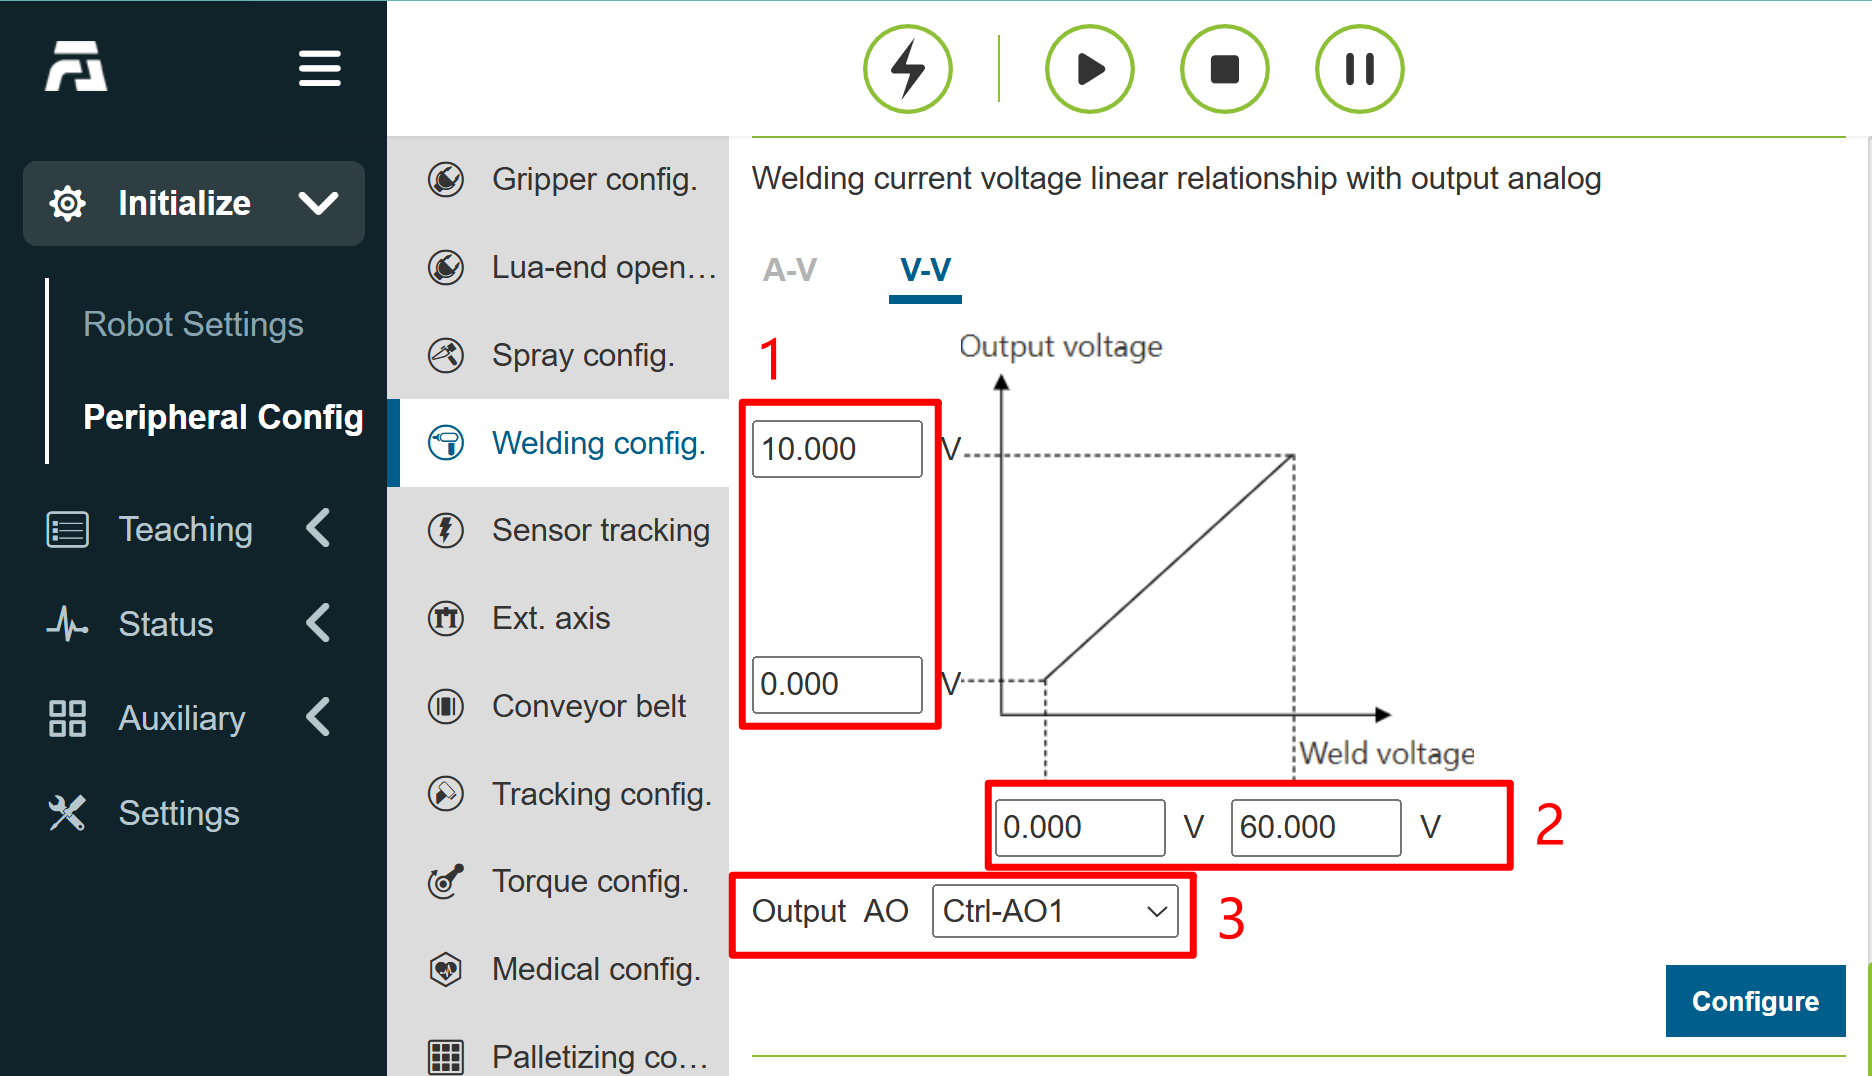 Initialize
Robot Settings
Peripheral Config
Teaching
Status
Auxiliary
Settings
Gripper config.
Lua-end open...
Spray config.
Welding config.
Sensor tracking
Ext. axis
Conveyor belt
Tracking config.
Torque config.
Medical config.
Palletizing co...
Welding current voltage linear relationship with output analog
A-V V-V
1
Output voltage
10.000 V
0.000 V
Weld voltage
0.000 V 60.000 V 2
Output AO Ctrl-AO1 3
Configure